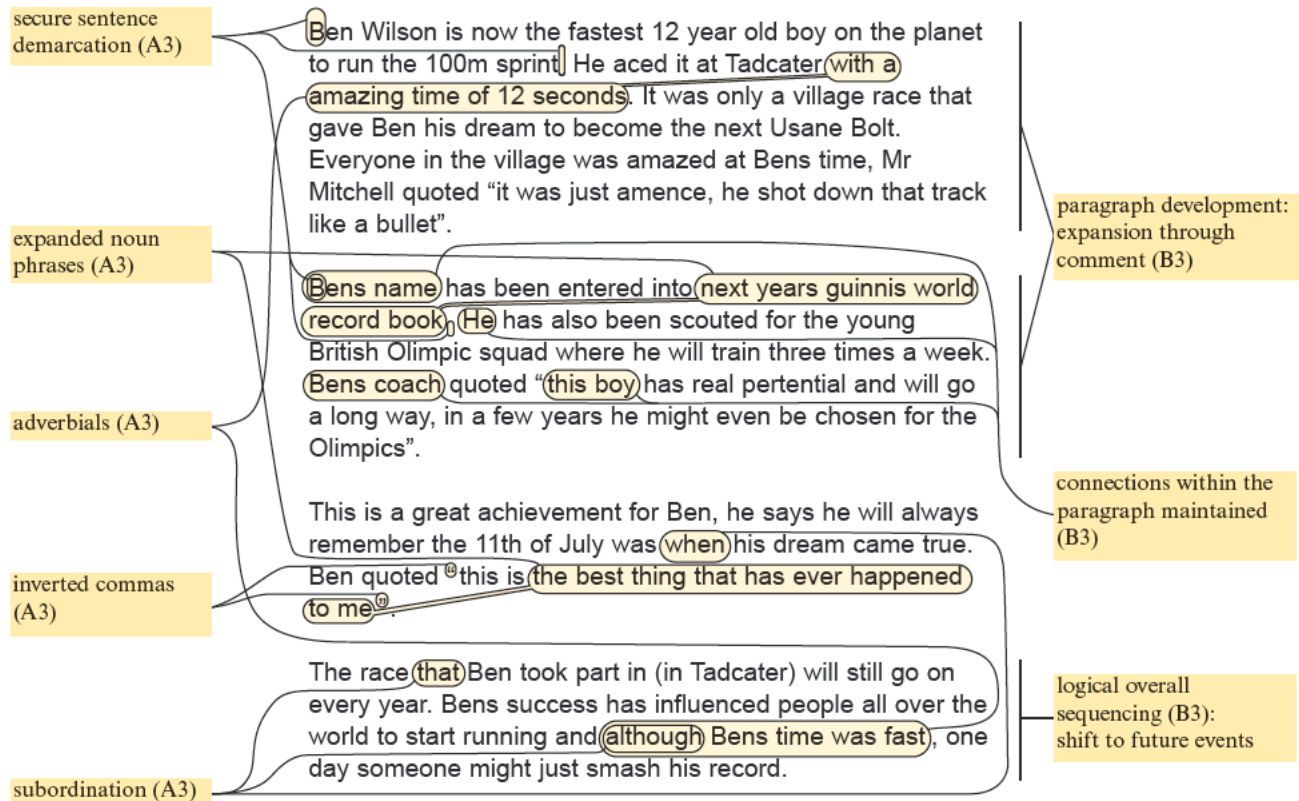 secure sentence
demarcation (A3)
expanded noun
phrases (A3)
adverbials (A3)
inverted commas
(A3)
subordination (A3)
Ben Wilson is now the fastest 12 year old boy on the planet
to run the 100m sprint. He aced it at Tadcater with a
amazing time of 12 seconds. It was only a village race that
gave Ben his dream to become the next Usane Bolt.
Everyone in the village was amazed at Bens time, Mr
Mitchell quoted “it was just amence, he shot down that track
like a bullet”.
Bens name has been entered into next years guinnis world
record book. He has also been scouted for the young
British Olimpic squad where he will train three times a week.
Bens coach quoted “this boy has real pertential and will go
a long way, in a few years he might even be chosen for the
Olimpics”.
This is a great achievement for Ben, he says he will always
remember the 11th of July was when his dream came true.
Ben quoted “this is the best thing that has ever happened
to me”.
The race that Ben took part in (in Tadcater) will still go on
every year. Bens success has influenced people all over the
world to start running and although Bens time was fast, one
day someone might just smash his record.
paragraph development:
expansion through
comment (B3)
connections within the
paragraph maintained
(B3)
logical overall
sequencing (B3):
shift to future events